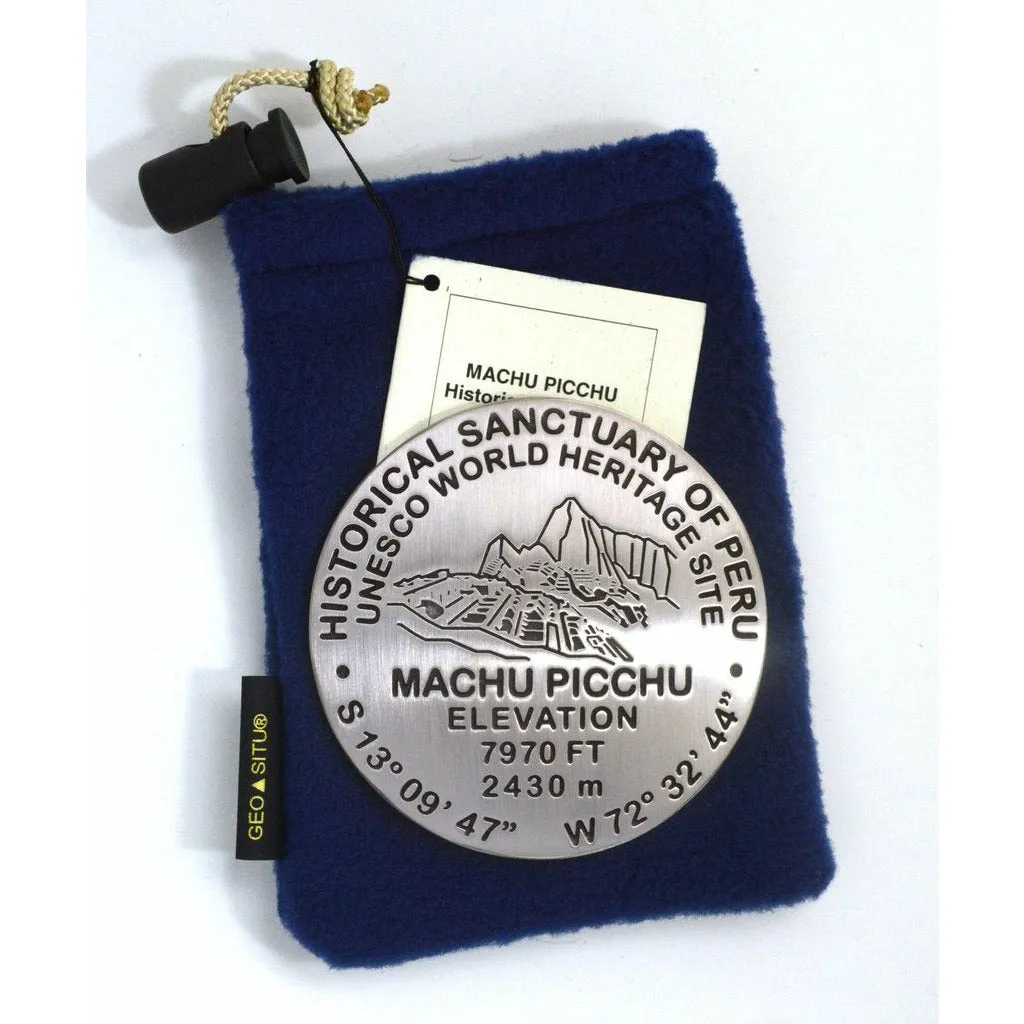 MACHU PICCHU
HISTORICAL SANCTUARY OF PERU
UNESCO WORLD HERITAGE SITE
MACHU PICCHU
ELEVATION
7970 FT
2430 m
S 13° 09' 47” W 72° 32' 44”
GEO▲SITU®